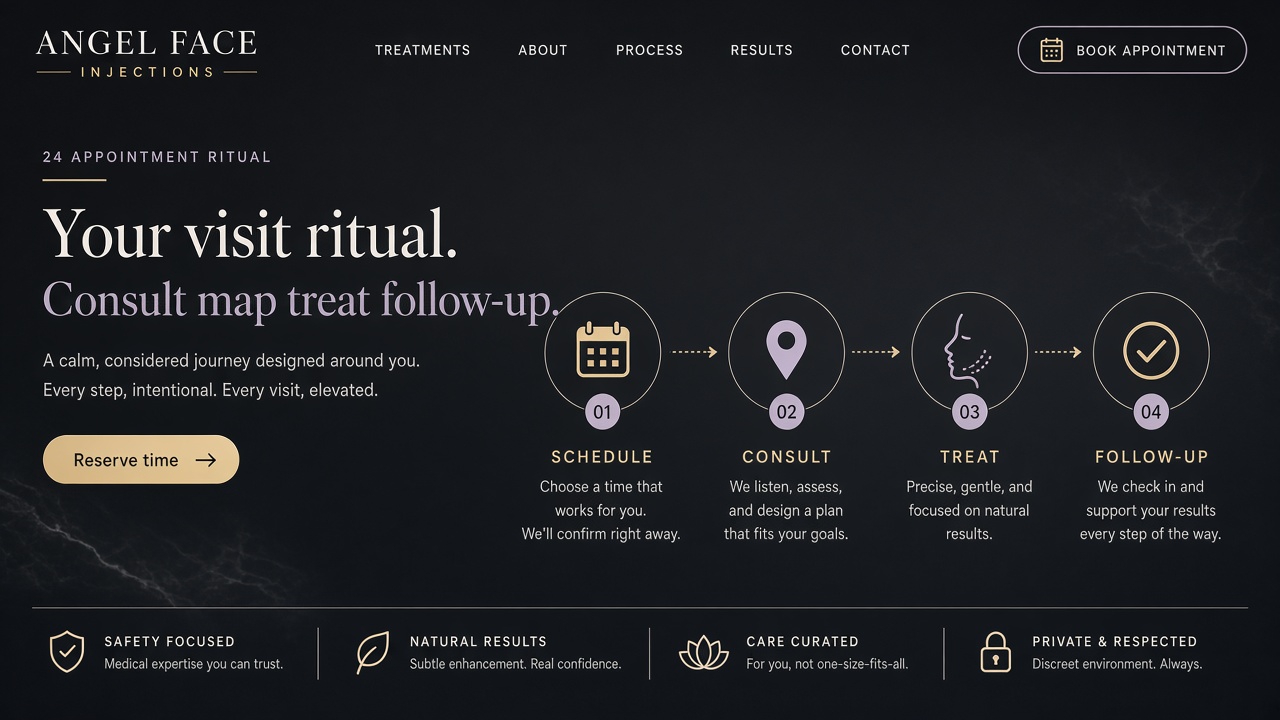 ANGEL FACE
INJECTIONS
TREATMENTS
ABOUT
PROCESS
RESULTS
CONTACT
BOOK APPOINTMENT
24 APPOINTMENT RITUAL
Your visit ritual.
Consult map treat follow-up.
A calm, considered journey designed around you.
Every step, intentional. Every visit, elevated.
Reserve time
01
SCHEDULE
Choose a time that
works for you.
We'll confirm right away.
02
CONSULT
We listen, assess,
and design a plan
that fits your goals.
03
TREAT
Precise, gentle, and
focused on natural
results.
04
FOLLOW-UP
We check in and
support your results
every step of the way.
SAFETY FOCUSED
Medical expertise you can trust.
NATURAL RESULTS
Subtle enhancement. Real confidence.
CARE CURATED
For you, not one-size-fits-all.
PRIVATE & RESPECTED
Discreet environment. Always.